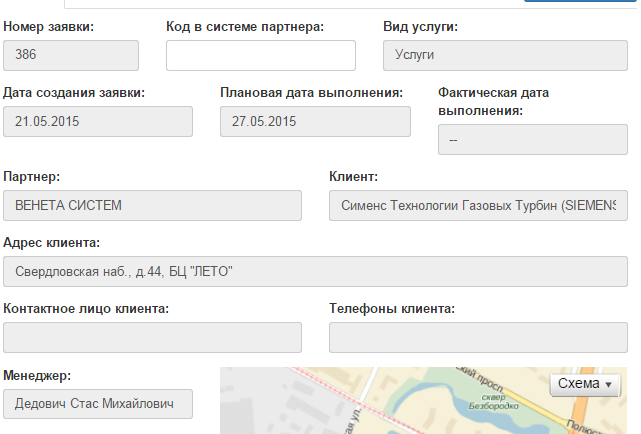 Номер заявки: Код в системе партнера: Вид услуги:
386 Услуги
Дата создания заявки: Плановая дата выполнения: Фактическая дата
выполнения:
21.05.2015 27.05.2015
--
Партнер: Клиент:
ВЕНЕТА СИСТЕМ Сименс Технологии Газовых Турбин (SIEMENS
Адрес клиента:
Свердловская наб., д.44, БЦ "ЛЕТО"
Контактное лицо клиента: Телефоны клиента:
Менеджер:
Дедович Стас Михайлович
Схема
ский просп.
сквер
Безбородко
ая ул.
Полюс